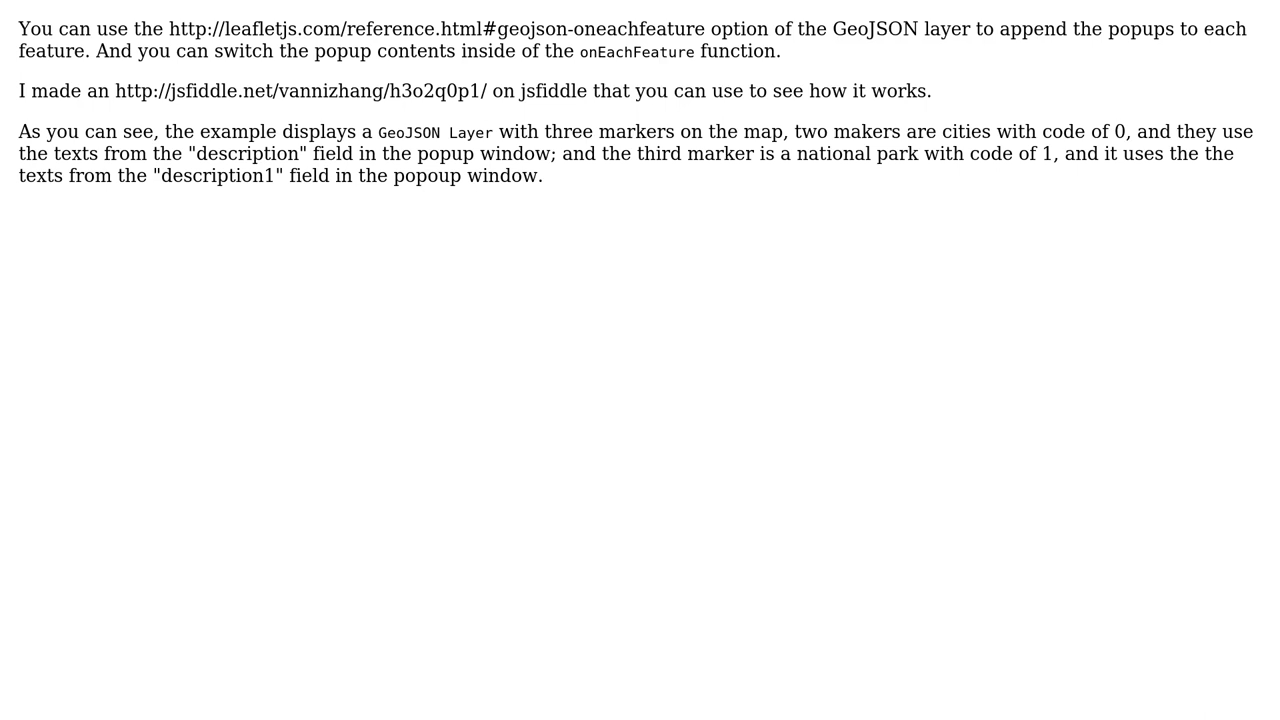 You can use the http://leafletjs.com/reference.html#geojson-oneachfeature option of the GeoJSON layer to append the popups to each
feature. And you can switch the popup contents inside of the onEachFeature function.
I made an http://jsfiddle.net/vannizhang/h3o2q0p1/ on jsfiddle that you can use to see how it works.
As you can see, the example displays a GeoJSON Layer with three markers on the map, two makers are cities with code of 0, and they use
the texts from the "description" field in the popup window; and the third marker is a national park with code of 1, and it uses the the
texts from the "description1" field in the popoup window.